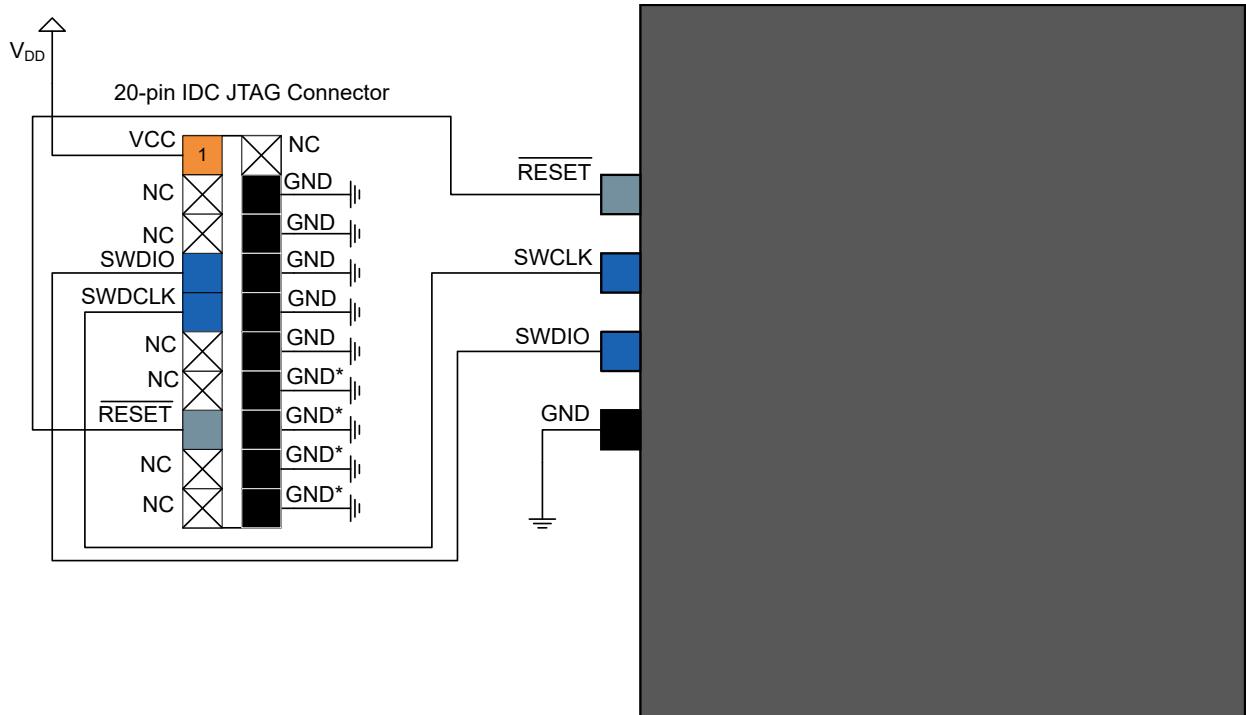 VDD
20-pin IDC JTAG Connector
VCC
1
NC
NC
GND
NC
GND
SWDIO
GND
SWDCLK
GND
NC
GND
NC
GND*
RESET
GND*
NC
GND*
NC
GND*
RESET
SWCLK
SWDIO
GND